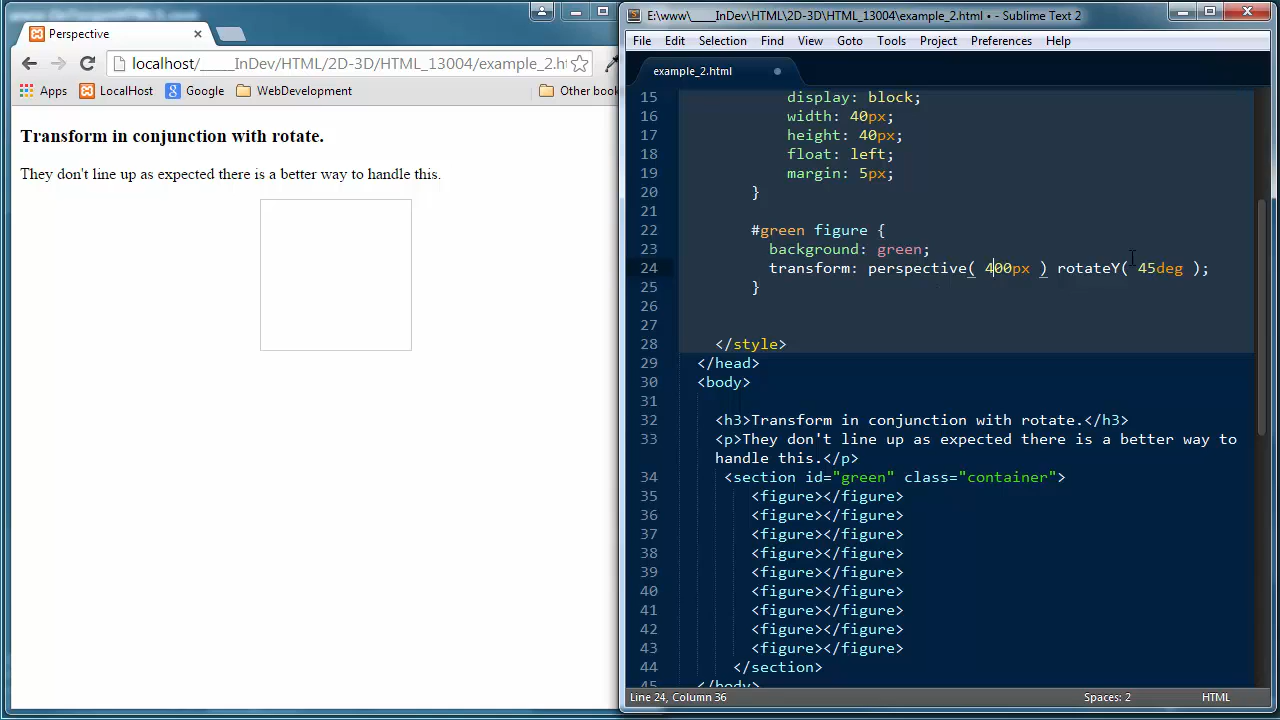 Perspective
localhost/_____InDev/HTML/2D-3D/HTML_13004/example_2.h
Apps LocalHost Google WebDevelopment Other book
Transform in conjunction with rotate.
They don't line up as expected there is a better way to handle this.
E:\www\_____InDev\HTML\2D-3D\HTML_13004\example_2.html • - Sublime Text 2
File Edit Selection Find View Goto Tools Project Preferences Help
example_2.html
15 display: block;
16 width: 40px;
17 height: 40px;
18 float: left;
19 margin: 5px;
20 }
21
22 #green figure {
23 background: green;
24 transform: perspective( 400px ) rotateY( 45deg );
25 }
26
27
28 </style>
29 </head>
30 <body>
31
32 <h3>Transform in conjunction with rotate.</h3>
33 <p>They don't line up as expected there is a better way to
handle this.</p>
34 <section id="green" class="container">
35 <figure></figure>
36 <figure></figure>
37 <figure></figure>
38 <figure></figure>
39 <figure></figure>
40 <figure></figure>
41 <figure></figure>
42 <figure></figure>
43 <figure></figure>
44 </section>
45 </body>
Line 24, Column 36 Spaces: 2 HTML